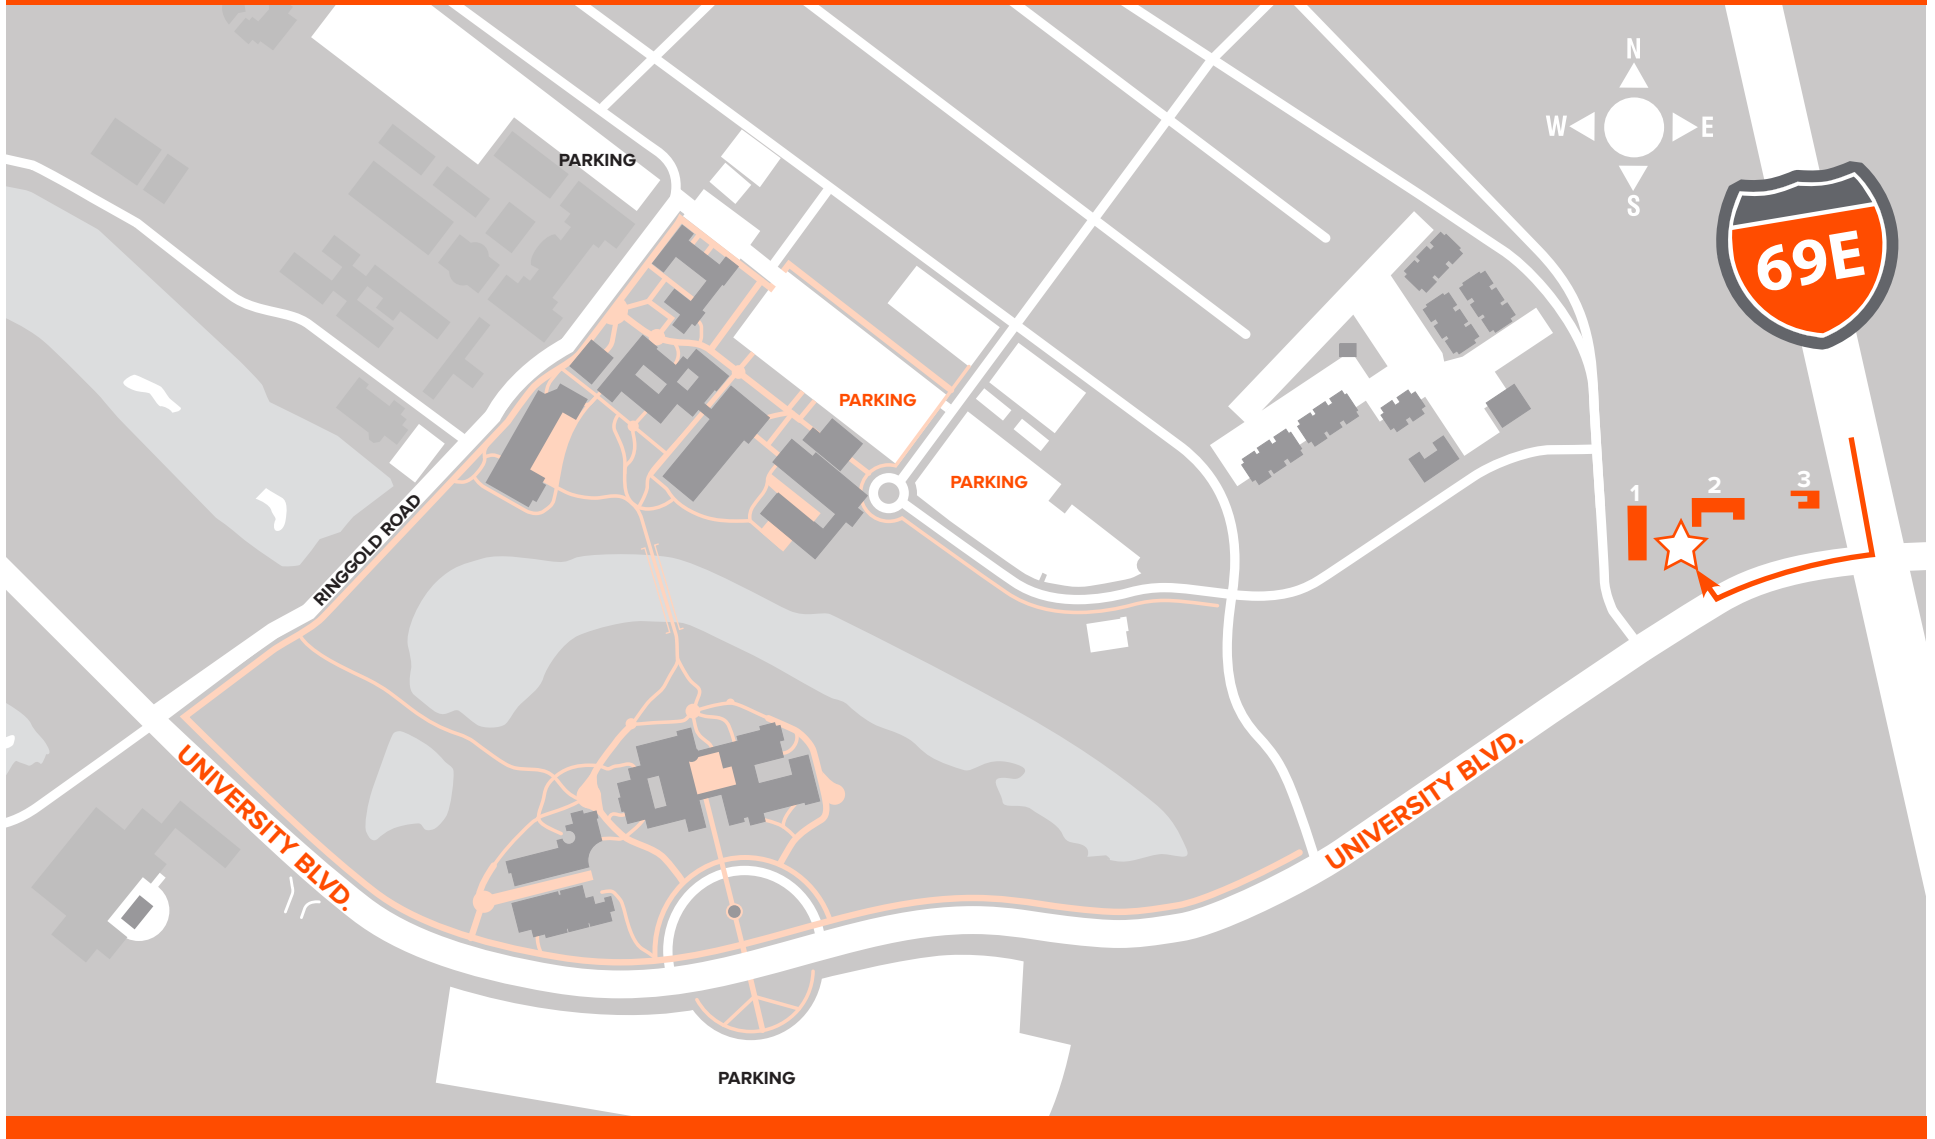 N
W
E
S
PARKING
69E
PARKING
PARKING
1
2
3
RINGGOLD ROAD
UNIVERSITY BLVD.
UNIVERSITY BLVD.
PARKING